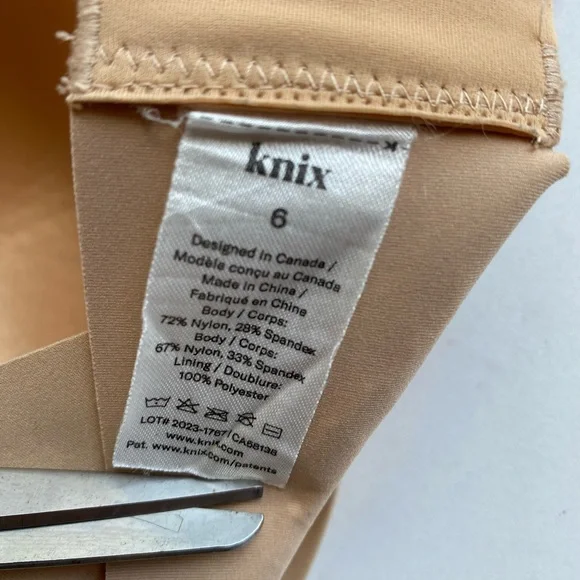 knix
6
Designed in Canada /
Modèle conçu au Canada
Made in China /
Fabriqué en China
Body / Corps:
72% Nylon, 28% Spandex
Body / Corps:
67% Nylon, 33% Spandex
Lining / Doublure:
100% Polyester
LOT# 2023-1767/CA56138
www.knix.com
Pat. www.knix.com/patents